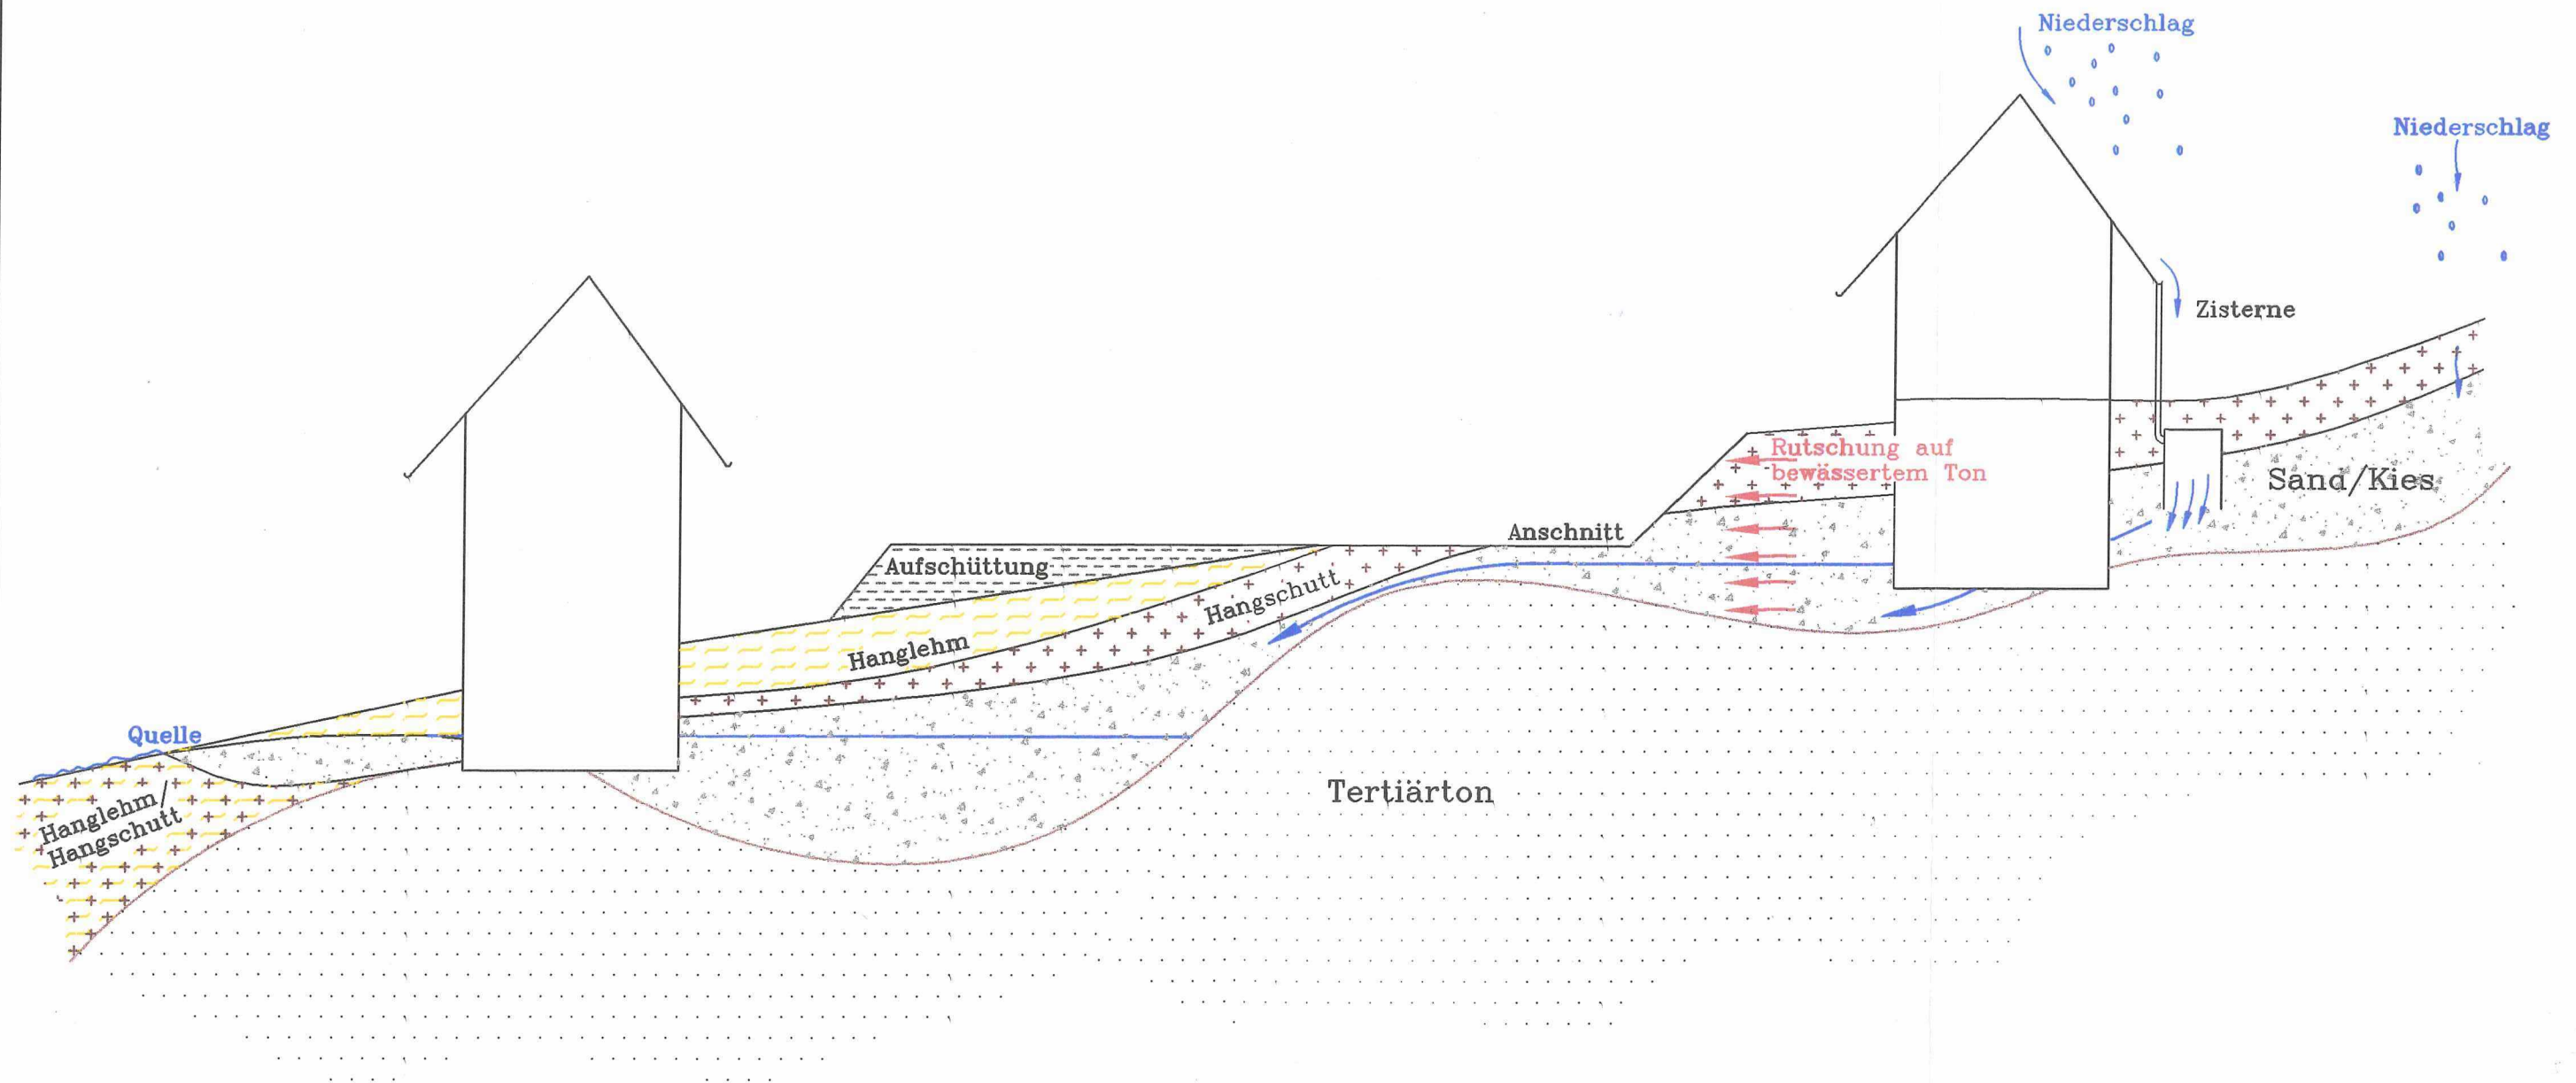 Niederschlag
Niederschlag
Zisterne
Rutschung auf
bewässertem Ton
Sand/Kies
Anschnitt
Aufschüttung
Hangschutt
Hanglehm
Quelle
Tertiärton
Hanglehm/
Hangschutt